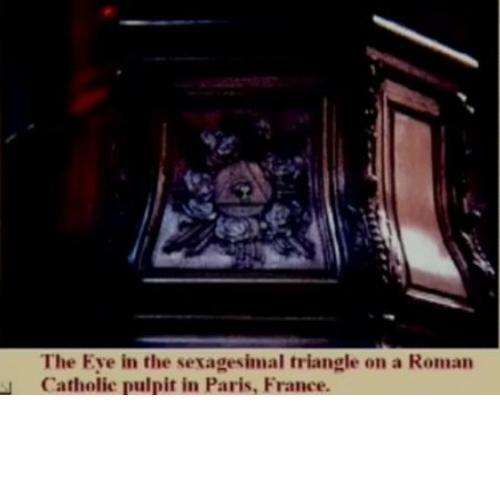 The Eye in the sexagesimal triangle on a Roman
Catholic pulpit in Paris, France.